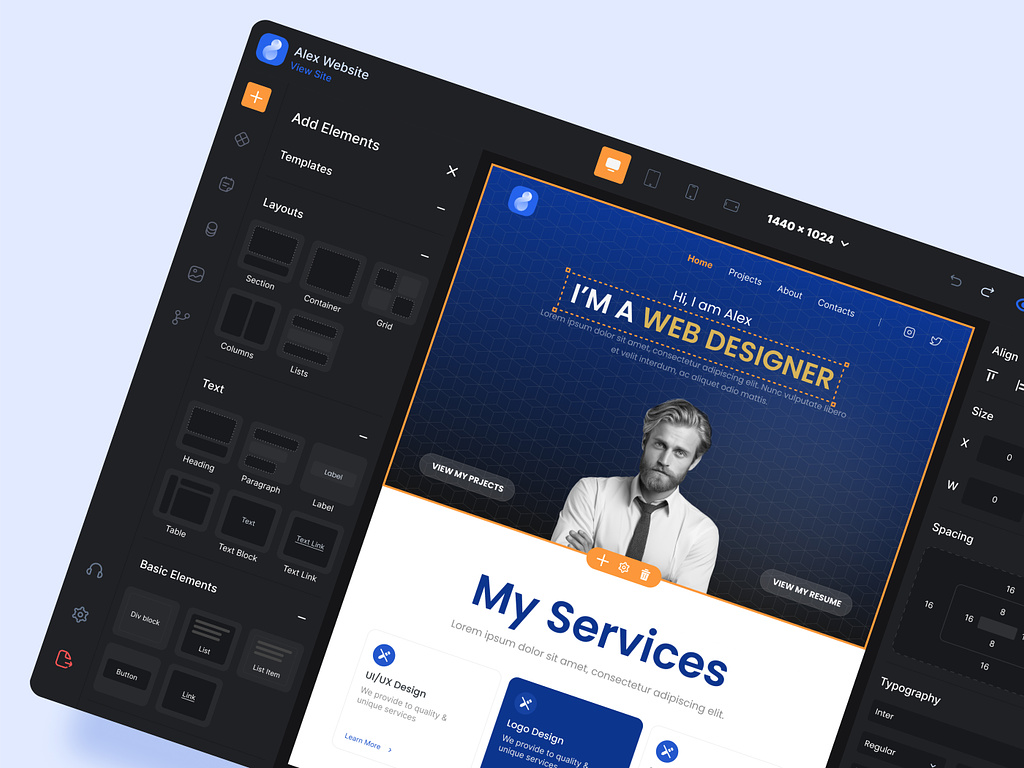 Alex Website
View Site
Add Elements
Templates
Layouts
Section
Container
Grid
Columns
Lists
Text
Heading
Paragraph
Label
Label
Table
Text
Text Block
Text Link
Text Link
Basic Elements
Div block
List
List Item
Button
Link
1440 × 1024
Home
Projects
About
Contacts
Hi, I am Alex
I'M A WEB DESIGNER
Lorem ipsum dolor sit amet, consectetur adipiscing elit. Nunc vulputate libero
et velit interdum, ac aliquet odio mattis.
VIEW MY PRJECTS
VIEW MY RESUME
My Services
Lorem ipsum dolor sit amet, consectetur adipiscing elit.
UI/UX Design
We provide to quality &
unique services
Learn More
Logo Design
We provide to quality &
unique services
Align
Size
X
0
W
0
Spacing
16
8
16
16
8
16
Typography
Inter
Regular